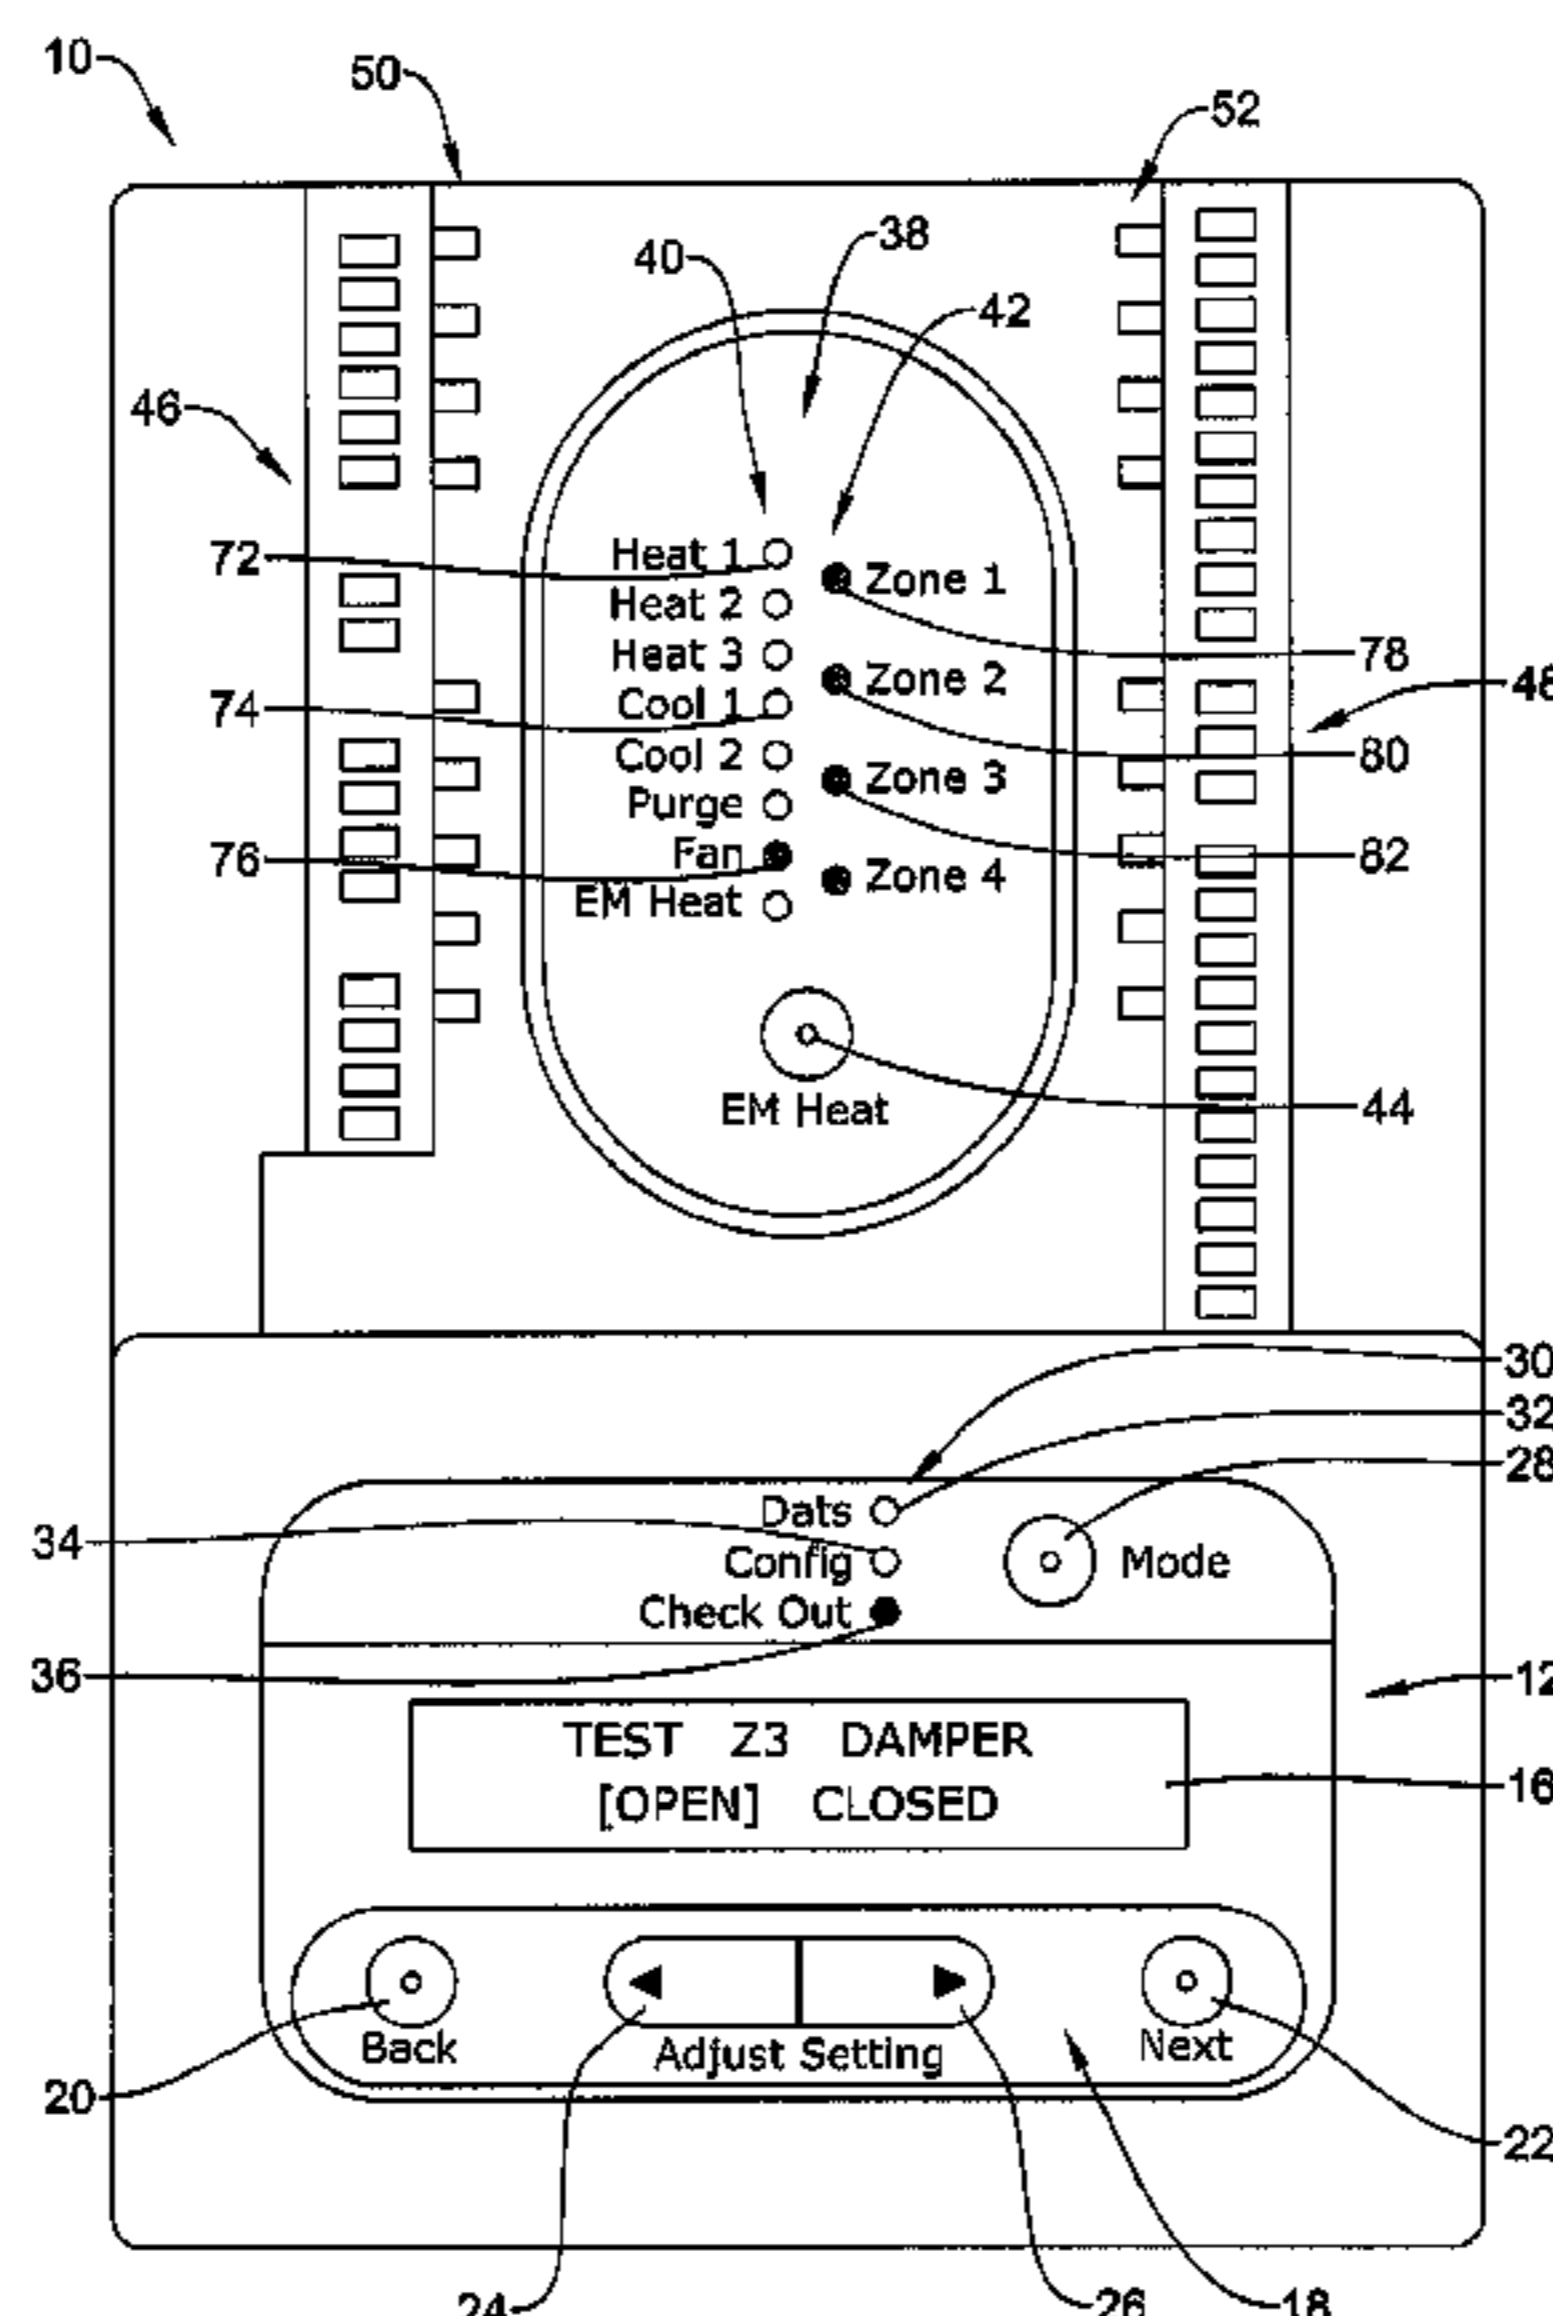 10
50
52
38
40
42
46
Heat 1
72
Zone 1
Heat 2
Heat 3
78
Zone 2
48
Cool 1
74
Cool 2
80
Zone 3
Purge
Fan
76
82
Zone 4
EM Heat
EM Heat
44
30
32
28
Dats
34
Config
Mode
Check Out
36
12
TEST Z3 DAMPER
16
[OPEN] CLOSED
Back
Adjust Setting
Next
20
22
24
26
18